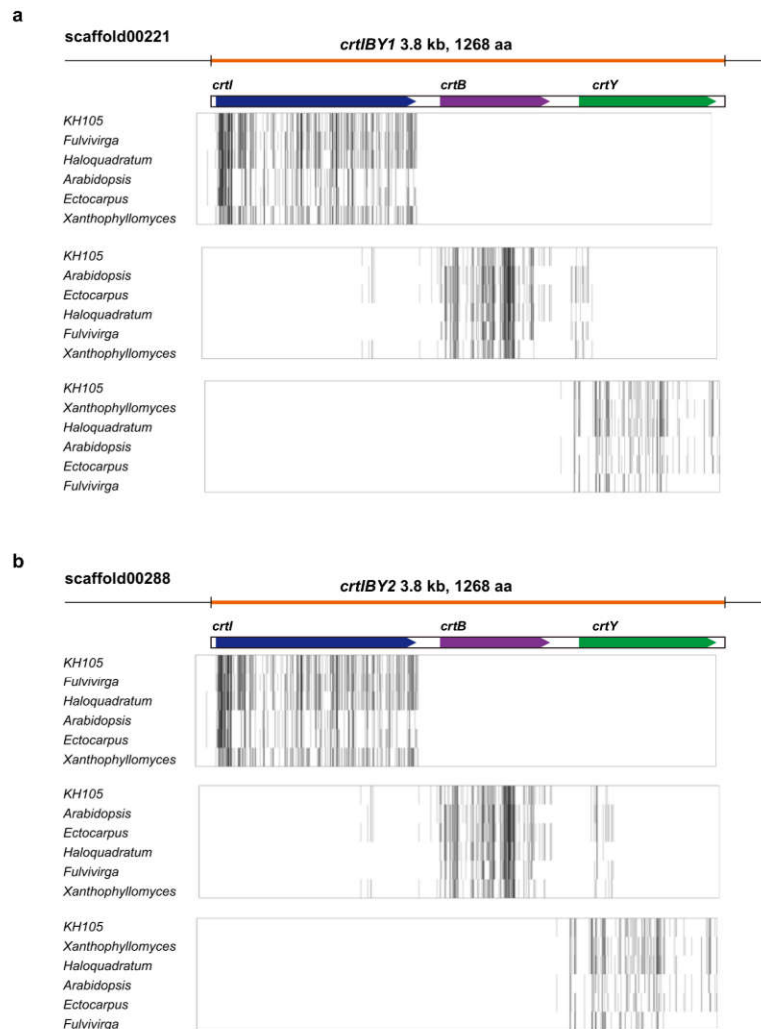 a
scaffold00221
crtIBY1 3.8 kb, 1268 aa
crtI crtB crtY
KH105
Fulvivirga
Haloquadratum
Arabidopsis
Ectocarpus
Xanthophyllomyces
KH105
Arabidopsis
Ectocarpus
Haloquadratum
Fulvivirga
Xanthophyllomyces
KH105
Xanthophyllomyces
Haloquadratum
Arabidopsis
Ectocarpus
Fulvivirga
b
scaffold00288
crtIBY2 3.8 kb, 1268 aa
crtI crtB crtY
KH105
Fulvivirga
Haloquadratum
Arabidopsis
Ectocarpus
Xanthophyllomyces
KH105
Arabidopsis
Ectocarpus
Haloquadratum
Fulvivirga
Xanthophyllomyces
KH105
Xanthophyllomyces
Haloquadratum
Arabidopsis
Ectocarpus
Fulvivirga